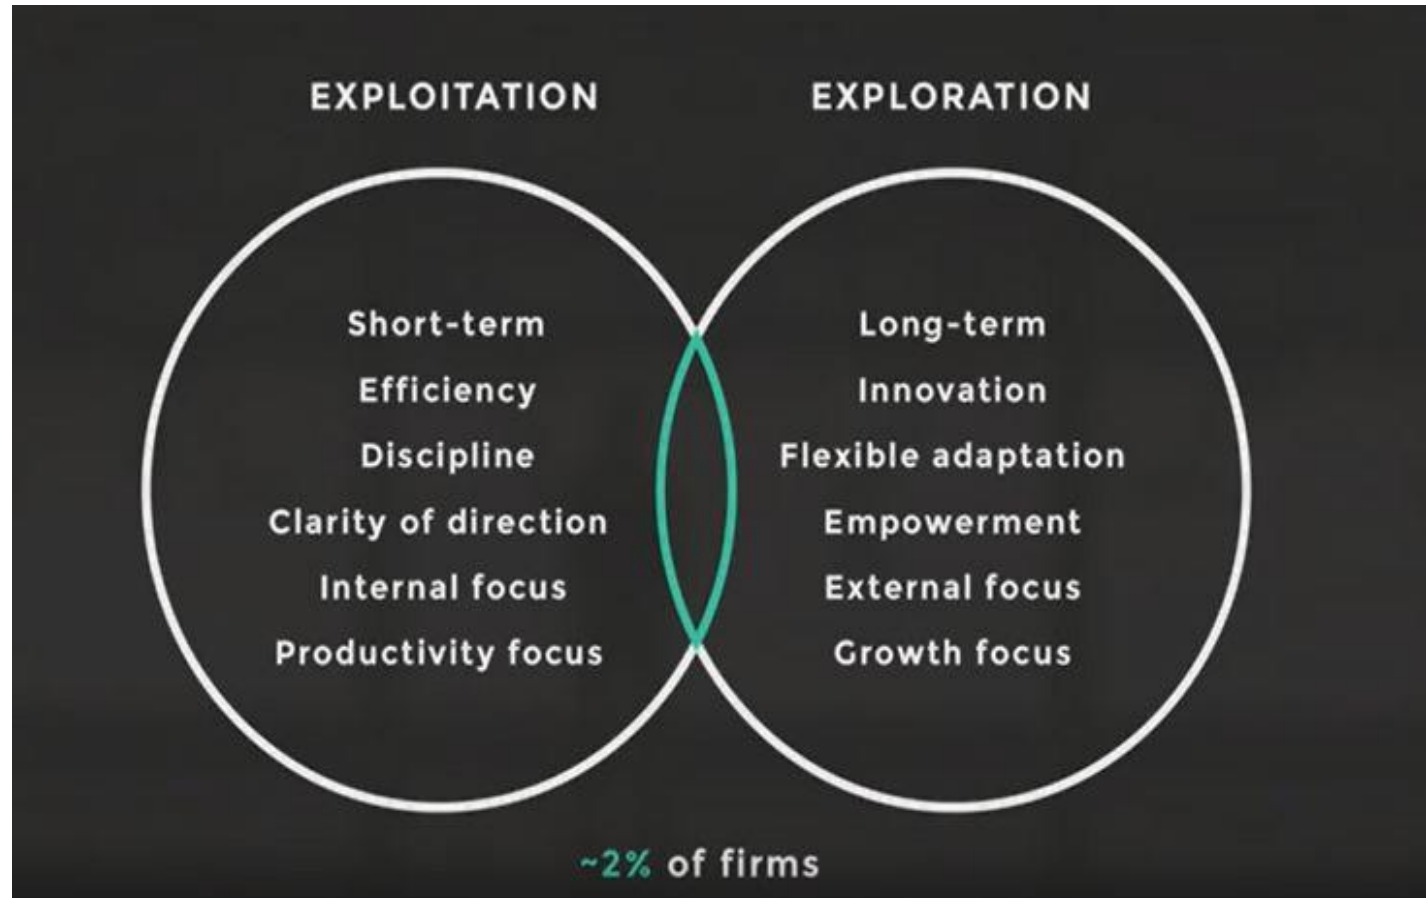 EXPLOITATION
EXPLORATION
Short-term
Efficiency
Discipline
Clarity of direction
Internal focus
Productivity focus
Long-term
Innovation
Flexible adaptation
Empowerment
External focus
Growth focus
~2% of firms